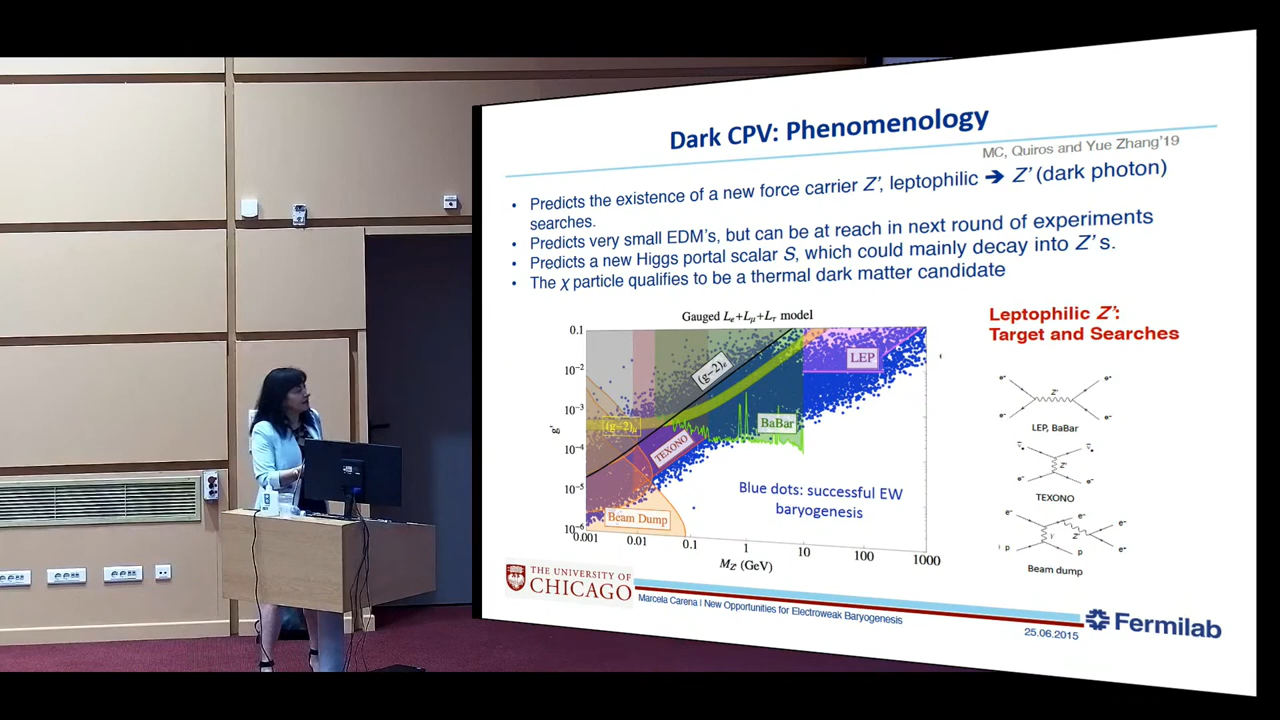 Dark CPV: Phenomenology
MC, Quiros and Yue Zhang'19
• Predicts the existence of a new force carrier Z', leptophilic ➔ Z' (dark photon)
searches.
• Predicts very small EDM's, but can be at reach in next round of experiments
• Predicts a new Higgs portal scalar S, which could mainly decay into Z' s.
• The χ particle qualifies to be a thermal dark matter candidate
Gauged Lₑ+L_μ+L_τ model
0.1
10⁻²
10⁻³
10⁻⁴
10⁻⁵
10⁻⁶
g'
(g−2)ₑ
(g−2)_μ
LEP
BaBar
TEXONO
Beam Dump
Blue dots: successful EW
baryogenesis
0.001
0.01
0.1
1
10
100
1000
M_Z' (GeV)
Leptophilic Z':
Target and Searches
e⁺
e⁺
Z'
e⁻
e⁻
LEP, BaBar
Z'
e⁻
e⁻
TEXONO
e⁻
e⁻
e⁻
γ
Z'
p
p
e⁺
Beam dump
THE UNIVERSITY OF
CHICAGO
Marcela Carena | New Opportunities for Electroweak Baryogenesis
25.06.2015
Fermilab